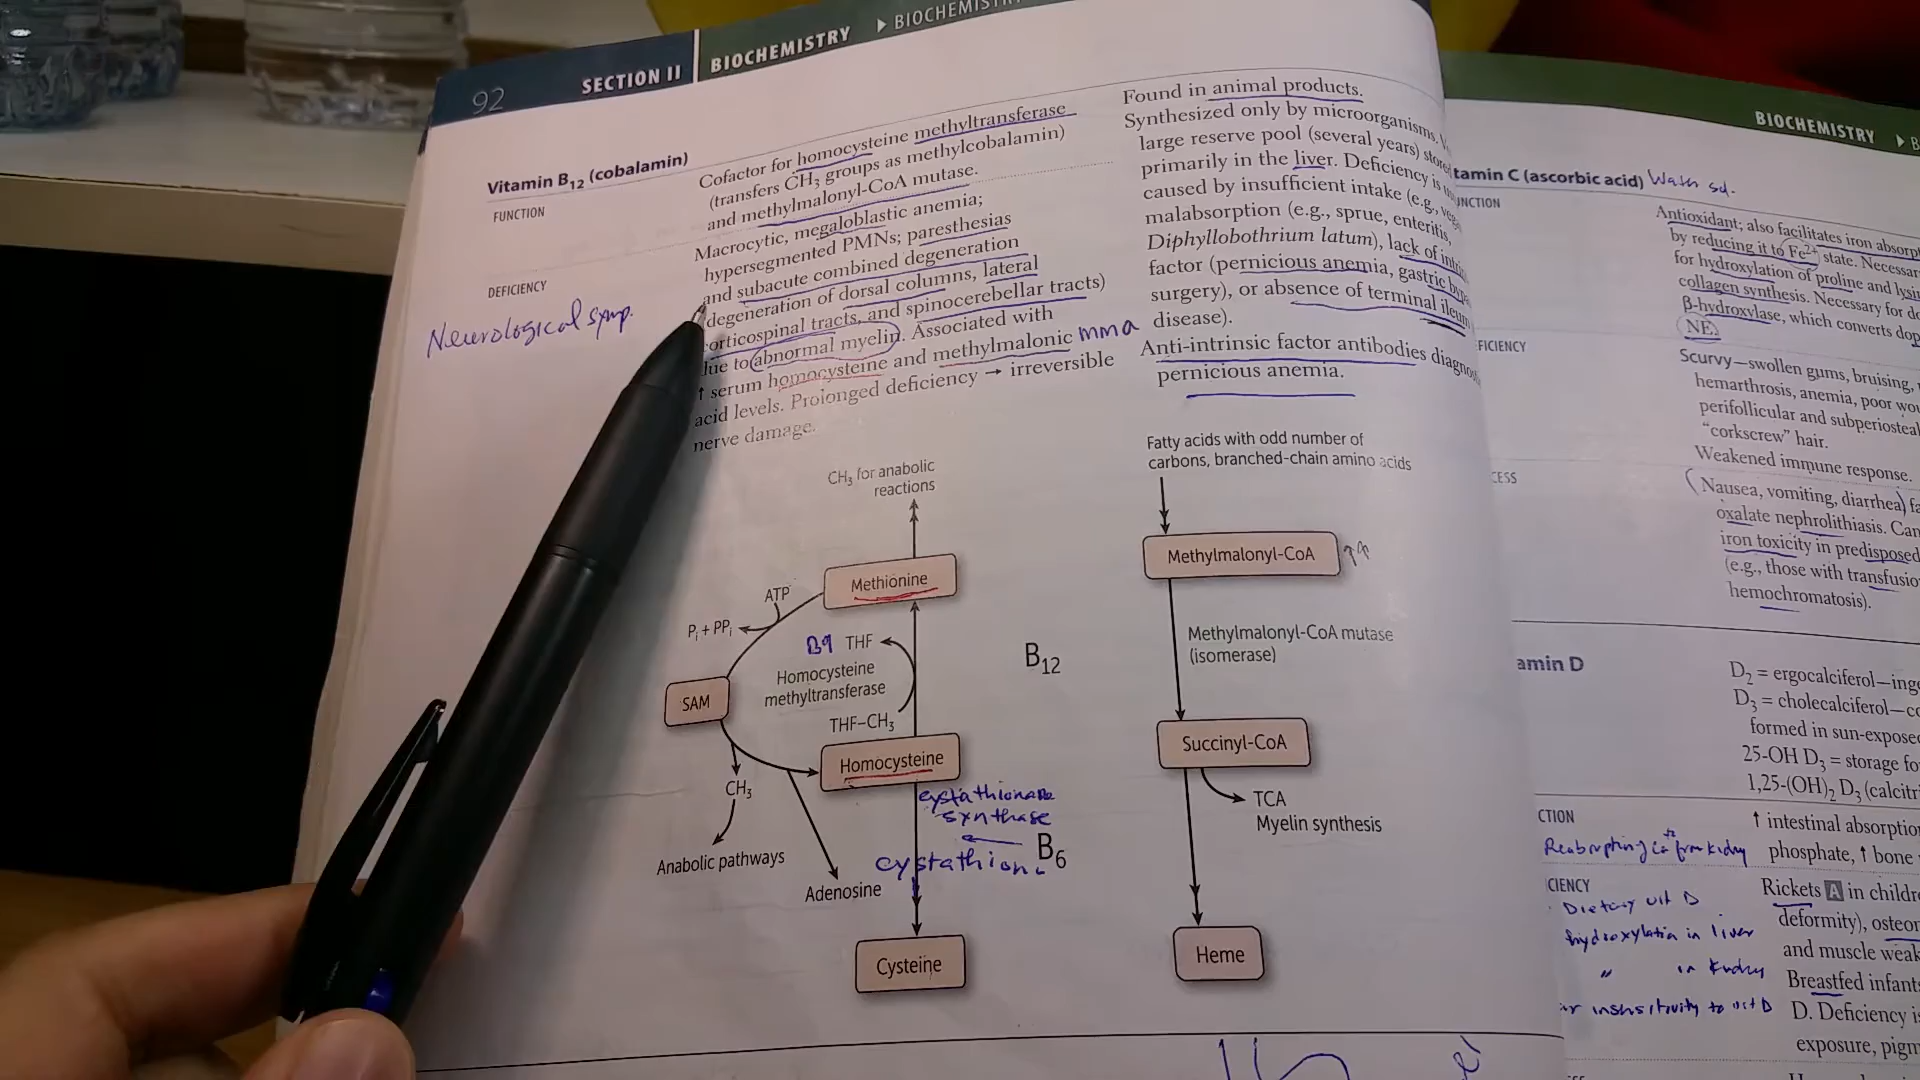 92
SECTION II
BIOCHEMISTRY
Vitamin B12 (cobalamin)
FUNCTION
Cofactor for homocysteine methyltransferase
(transfers CH3 groups as methylcobalamin)
and methylmalonyl-CoA mutase.
DEFICIENCY
Neurological symp.
Macrocytic, megaloblastic anemia;
hypersegmented PMNs; paresthesias
and subacute combined degeneration
degeneration of dorsal columns, lateral
corticospinal tracts, and spinocerebellar tracts)
due to abnormal myelin. Associated with
↑ serum homocysteine and methylmalonic mma
acid levels. Prolonged deficiency → irreversible
nerve damage.
Found in animal products.
Synthesized only by microorganisms.
large reserve pool (several years)
primarily in the liver. Deficiency is
caused by insufficient intake (e.g.,
malabsorption (e.g., sprue, enteritis,
Diphyllobothrium latum), lack of
factor (pernicious anemia, gastric
surgery), or absence of terminal ileum
disease).
Anti-intrinsic factor antibodies
pernicious anemia.
CH3 for anabolic
reactions
Methionine
ATP
Pi + PPi
B9 THF
Homocysteine
methyltransferase
SAM
THF–CH3
Homocysteine
CH3
Anabolic pathways
Adenosine
B12
synthase
B6
Cysteine
Fatty acids with odd number of
carbons, branched-chain amino acids
Methylmalonyl-CoA ↑↑
Methylmalonyl-CoA mutase
(isomerase)
Succinyl-CoA
TCA
Myelin synthesis
Heme
BIOCHEMISTRY
C (ascorbic acid)
Antioxidant; also facilitates iron
by reducing it to Fe2+ state.
for hydroxylation of proline and
collagen synthesis. Necessary for
β-hydroxylase, which converts
NE.
Scurvy—swollen gums, bruising,
hemarthrosis, anemia, poor
perifollicular and
"corkscrew" hair.
Weakened immune response.
(Nausea, vomiting, diarrhea)
oxalate nephrolithiasis. Can
iron toxicity in predisposed
(e.g., those with
hemochromatosis).
D
D2 = ergocalciferol—
D3 = cholecalciferol—
formed in
25-OH D3 = storage
1,25-(OH)2 D3
↑ intestinal
phosphate, ↑ bone
Dietary vit D
hydroxylation in liver
" in kidney
to vit D
Rickets A in
deformity),
and muscle
Breastfed
D. Deficiency
exposure,